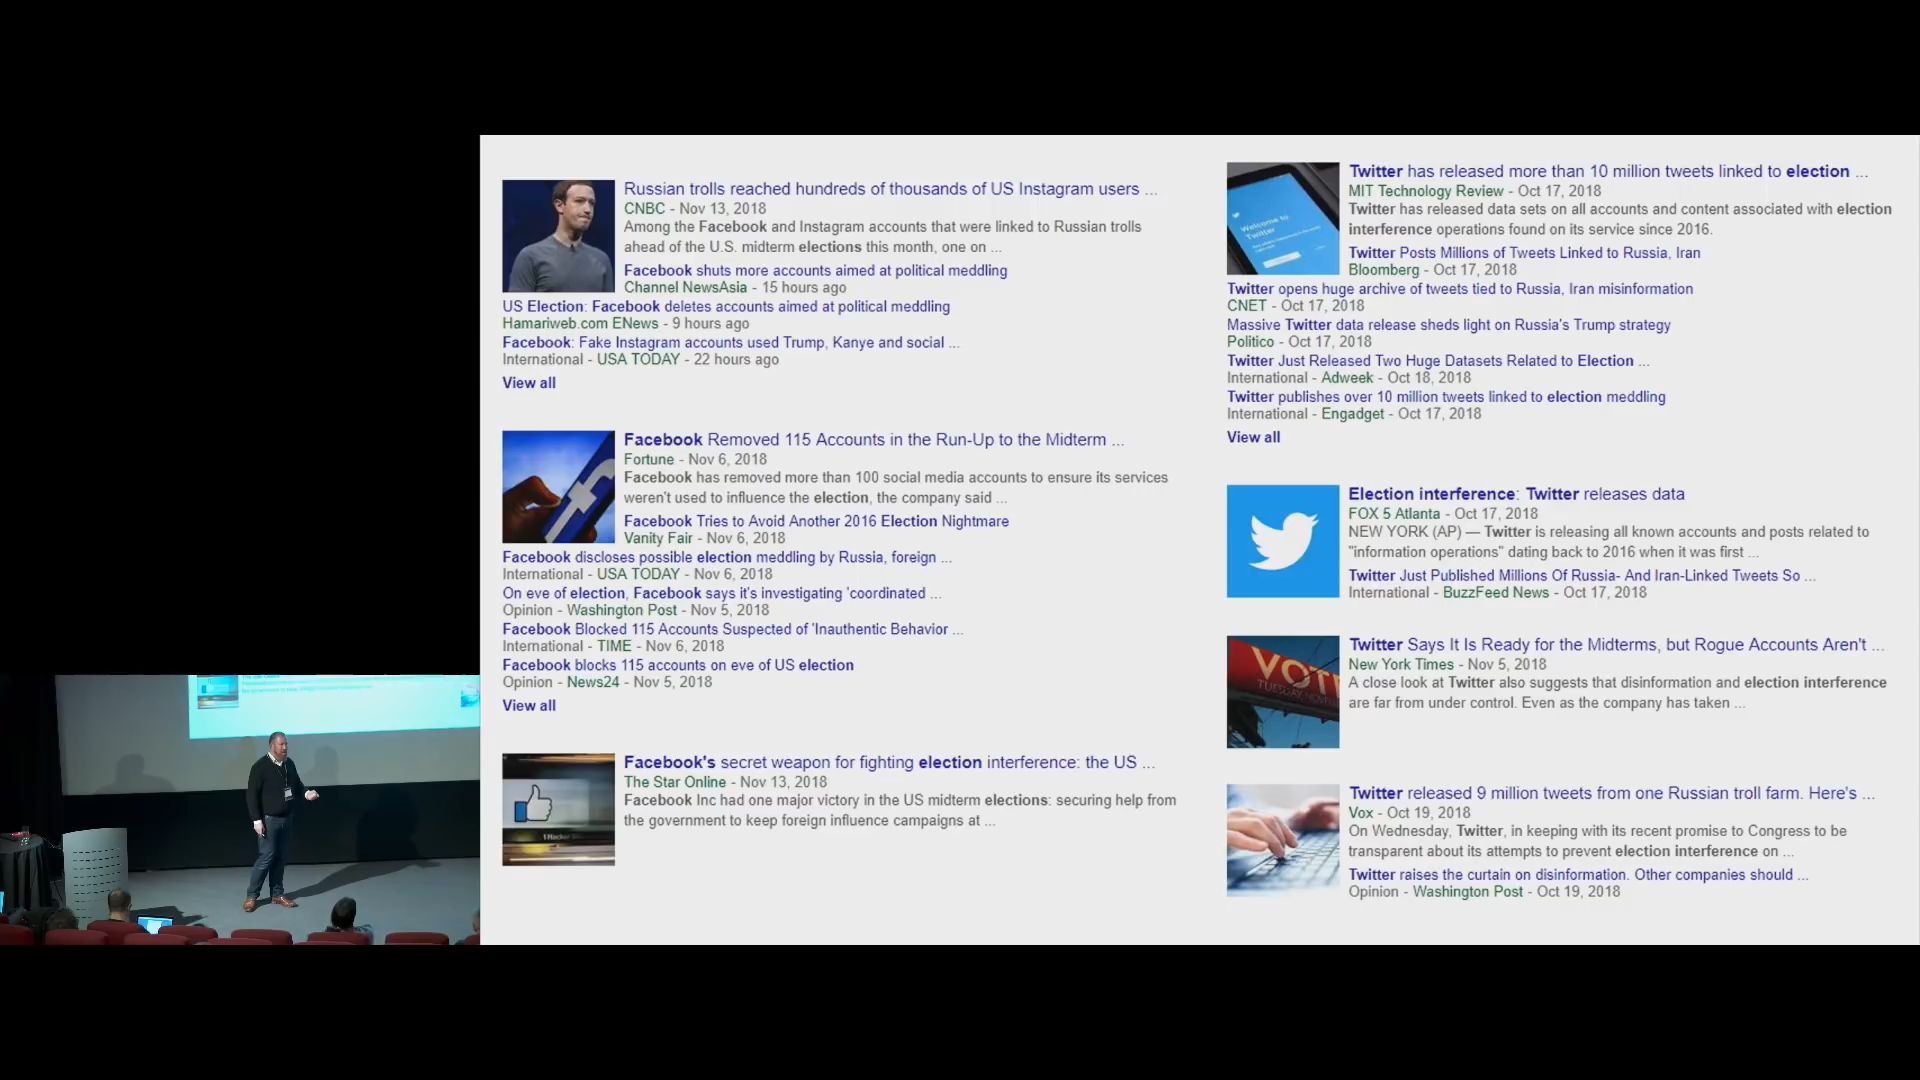 Russian trolls reached hundreds of thousands of US Instagram users ...
CNBC - Nov 13, 2018
Among the Facebook and Instagram accounts that were linked to Russian trolls
ahead of the U.S. midterm elections this month, one on ...
Facebook shuts more accounts aimed at political meddling
Channel NewsAsia - 15 hours ago
US Election: Facebook deletes accounts aimed at political meddling
Hamariweb.com ENews - 9 hours ago
Facebook: Fake Instagram accounts used Trump, Kanye and social ...
International - USA TODAY - 22 hours ago
View all
Facebook Removed 115 Accounts in the Run-Up to the Midterm ...
Fortune - Nov 6, 2018
Facebook has removed more than 100 social media accounts to ensure its services
weren't used to influence the election, the company said ...
Facebook Tries to Avoid Another 2016 Election Nightmare
Vanity Fair - Nov 6, 2018
Facebook discloses possible election meddling by Russia, foreign ...
International - USA TODAY - Nov 6, 2018
On eve of election, Facebook says it's investigating 'coordinated ...
Opinion - Washington Post - Nov 5, 2018
Facebook Blocked 115 Accounts Suspected of 'Inauthentic Behavior ...
International - TIME - Nov 6, 2018
Facebook blocks 115 accounts on eve of US election
Opinion - News24 - Nov 5, 2018
View all
Facebook's secret weapon for fighting election interference: the US ...
The Star Online - Nov 13, 2018
Facebook Inc had one major victory in the US midterm elections: securing help from
the government to keep foreign influence campaigns at ...
1 Hacker
Welcome to
Twitter
Twitter has released more than 10 million tweets linked to election ...
MIT Technology Review - Oct 17, 2018
Twitter has released data sets on all accounts and content associated with election
interference operations found on its service since 2016.
Twitter Posts Millions of Tweets Linked to Russia, Iran
Bloomberg - Oct 17, 2018
Twitter opens huge archive of tweets tied to Russia, Iran misinformation
CNET - Oct 17, 2018
Massive Twitter data release sheds light on Russia's Trump strategy
Politico - Oct 17, 2018
Twitter Just Released Two Huge Datasets Related to Election ...
International - Adweek - Oct 18, 2018
Twitter publishes over 10 million tweets linked to election meddling
International - Engadget - Oct 17, 2018
View all
Election interference: Twitter releases data
FOX 5 Atlanta - Oct 17, 2018
NEW YORK (AP) — Twitter is releasing all known accounts and posts related to
"information operations" dating back to 2016 when it was first ...
Twitter Just Published Millions Of Russia- And Iran-Linked Tweets So ...
International - BuzzFeed News - Oct 17, 2018
VOT
Twitter Says It Is Ready for the Midterms, but Rogue Accounts Aren't ...
New York Times - Nov 5, 2018
A close look at Twitter also suggests that disinformation and election interference
are far from under control. Even as the company has taken ...
Twitter released 9 million tweets from one Russian troll farm. Here's ...
Vox - Oct 19, 2018
On Wednesday, Twitter, in keeping with its recent promise to Congress to be
transparent about its attempts to prevent election interference on ...
Twitter raises the curtain on disinformation. Other companies should ...
Opinion - Washington Post - Oct 19, 2018